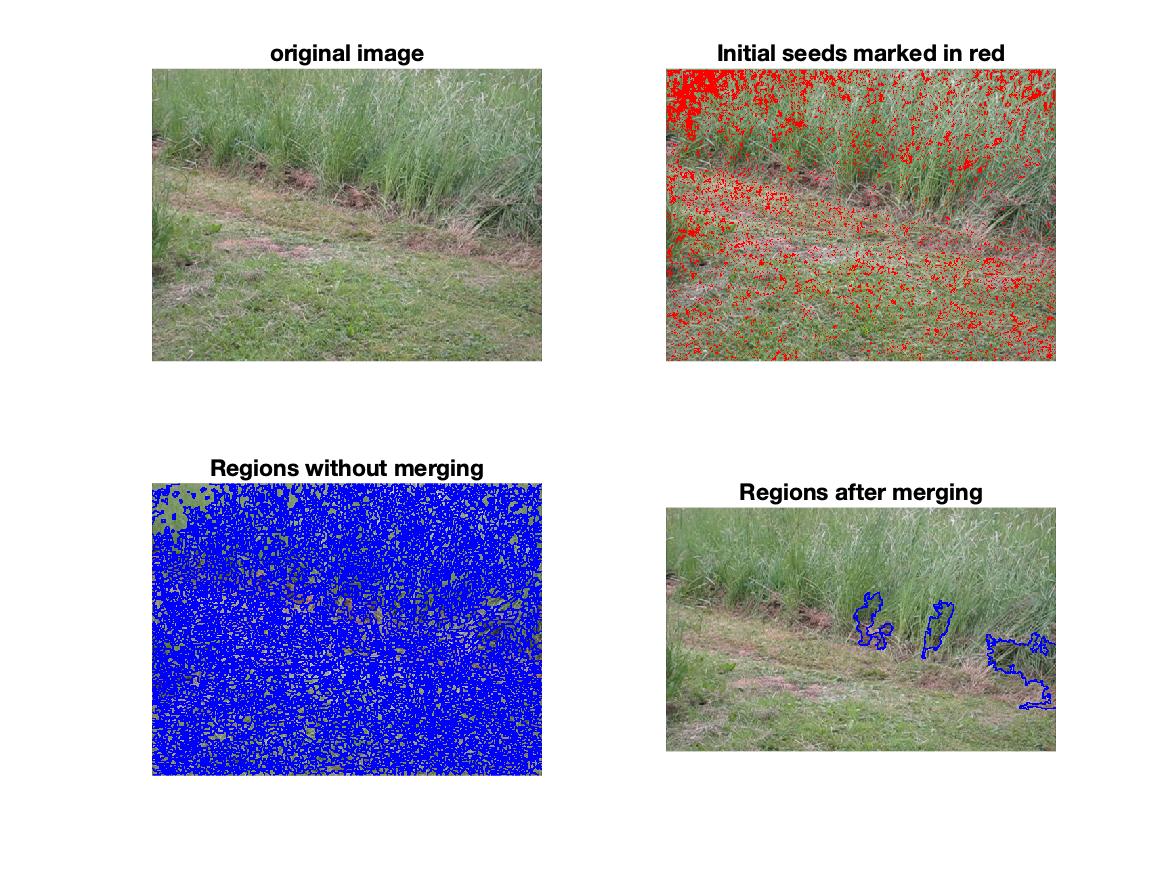 original image
Initial seeds marked in red
Regions without merging
Regions after merging